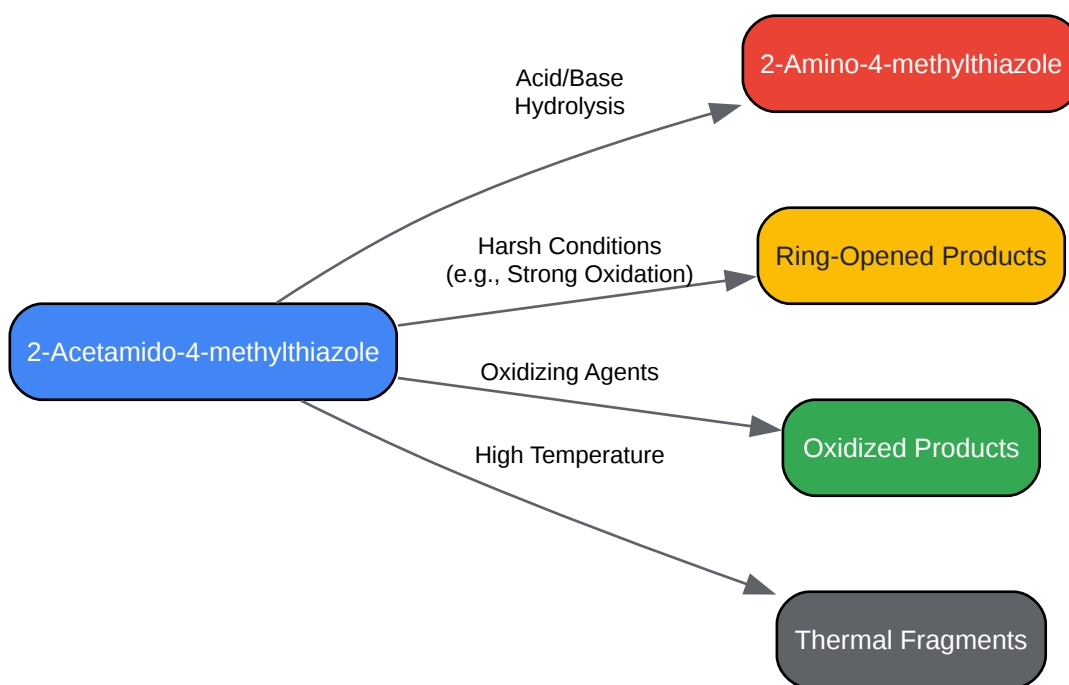 2-Amino-4-methylthiazole
Acid/Base
Hydrolysis
Harsh Conditions
(e.g., Strong Oxidation)
Ring-Opened Products
2-Acetamido-4-methylthiazole
Oxidizing Agents
Oxidized Products
High Temperature
Thermal Fragments